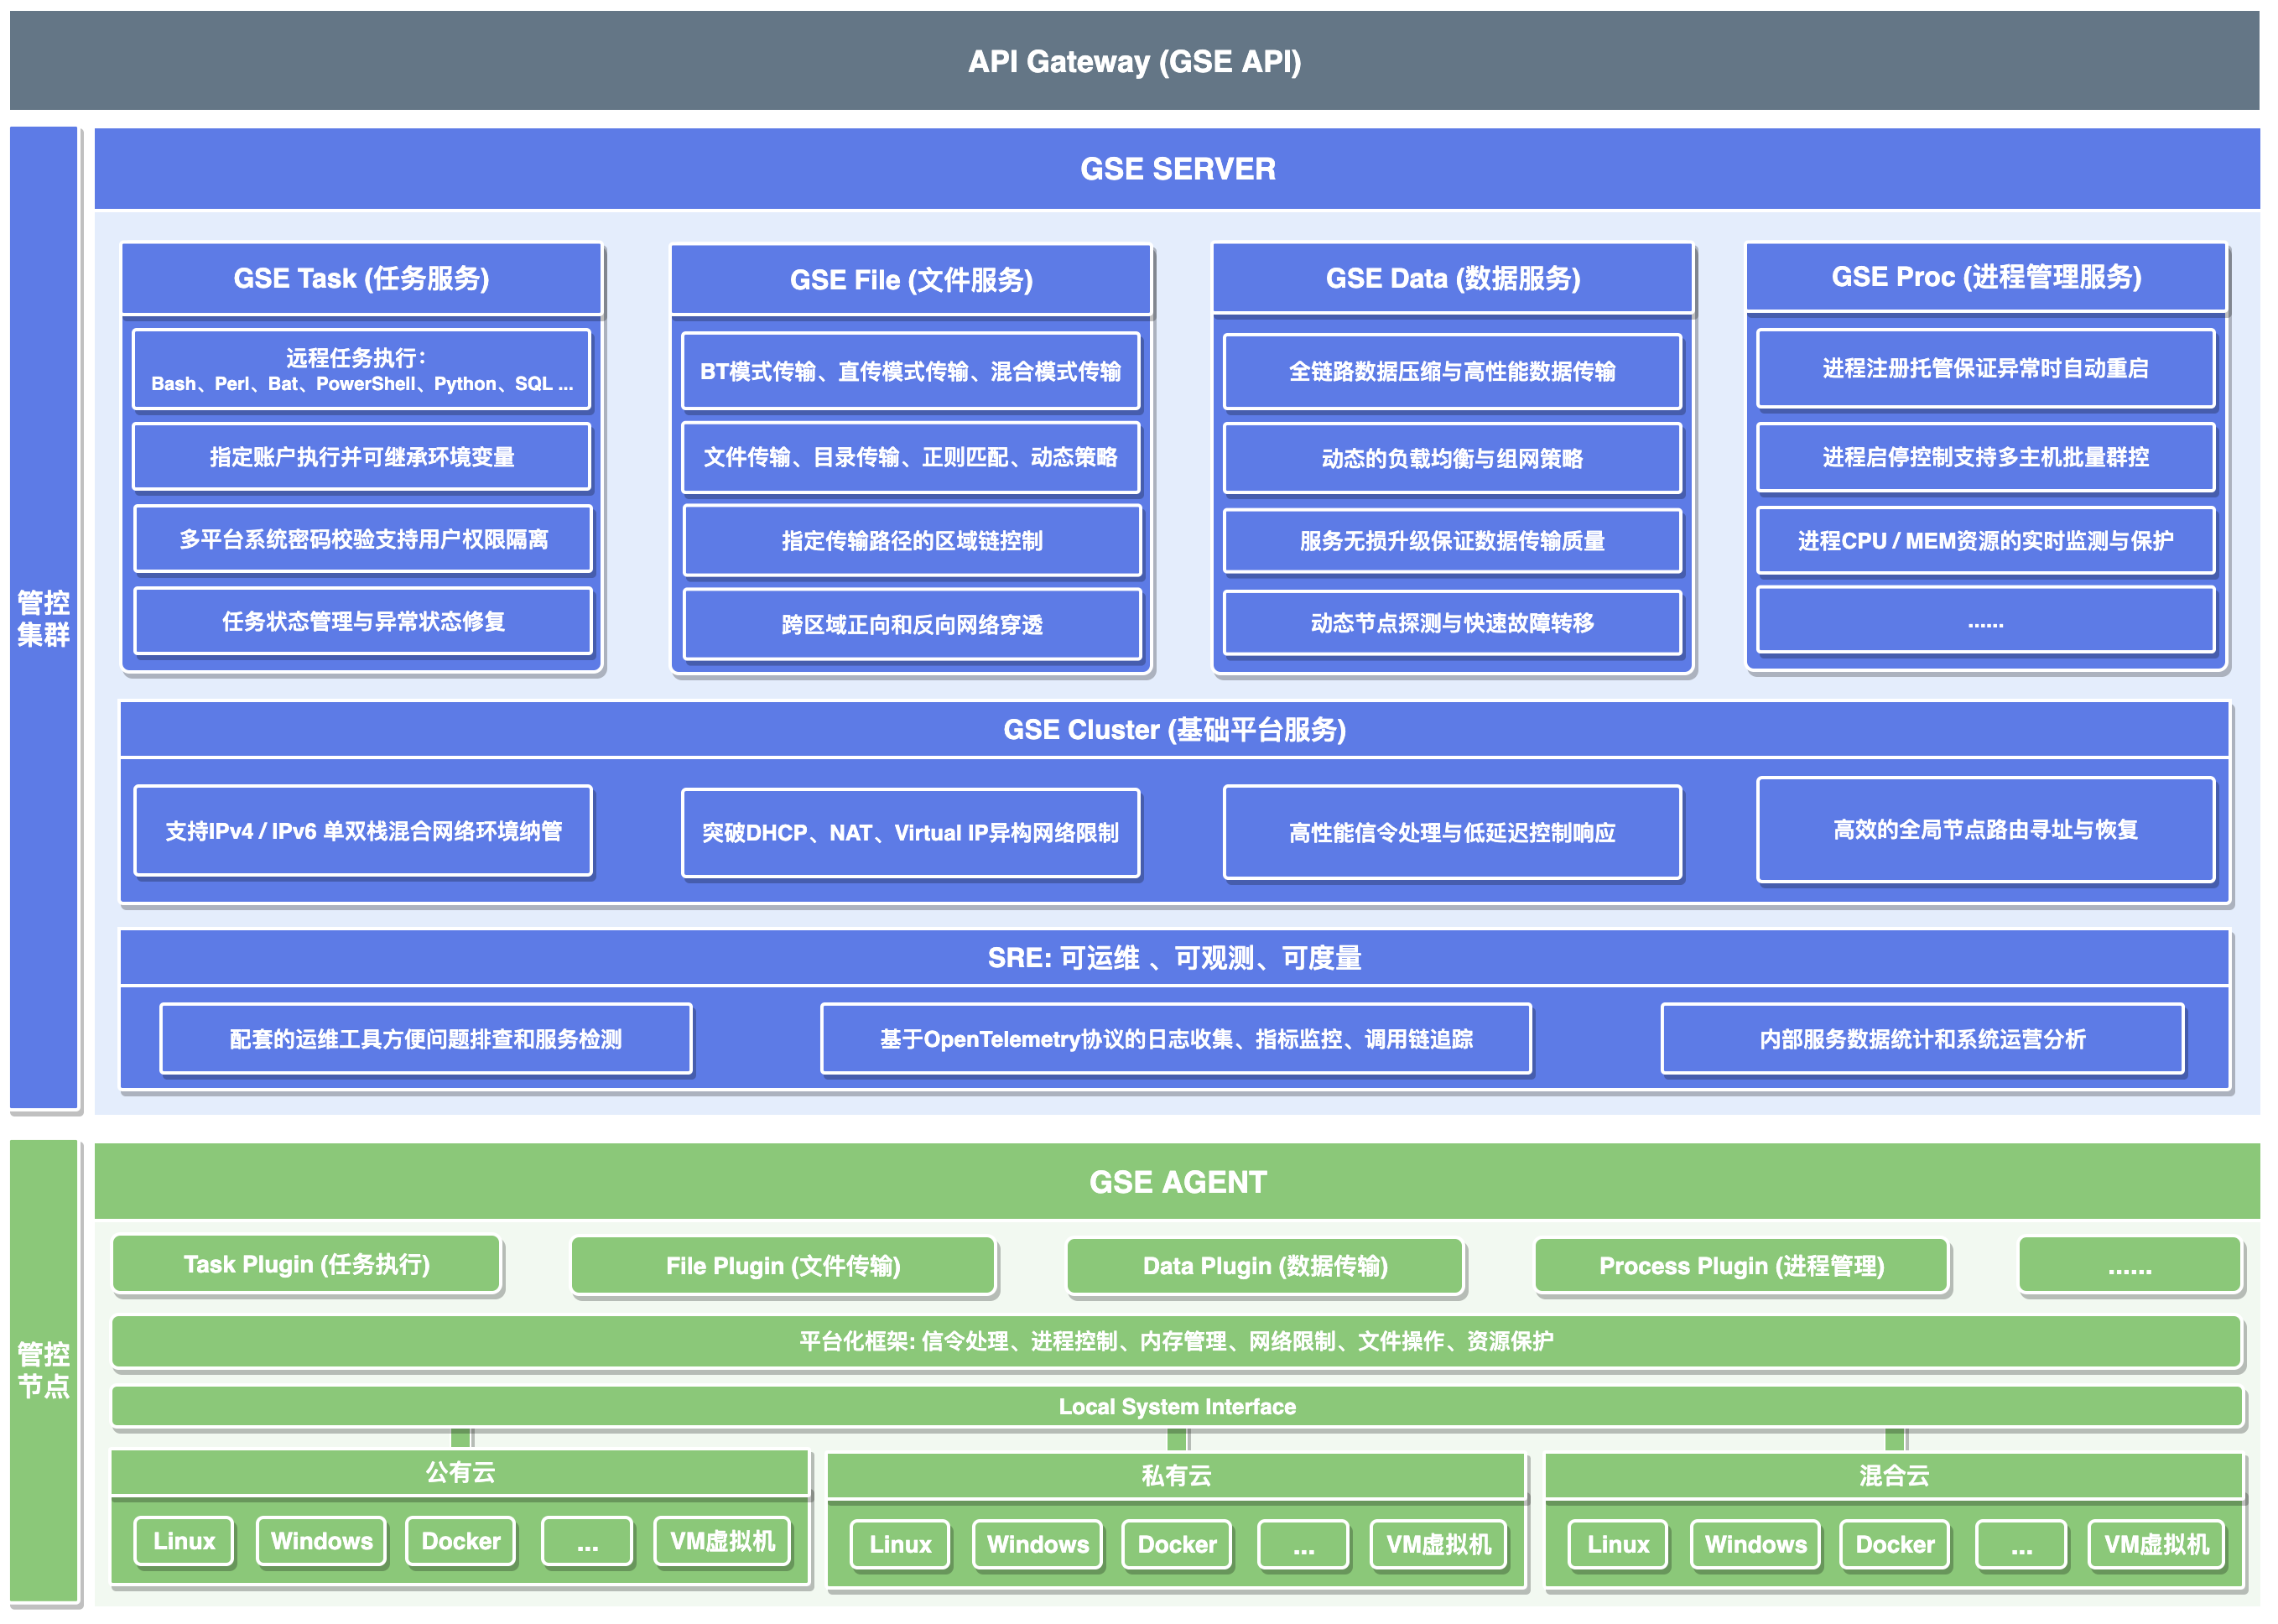 API Gateway (GSE API)
管控
集群
GSE SERVER
GSE Task (任务服务)
远程任务执行：
Bash、Perl、Bat、PowerShell、Python、SQL ...
指定账户执行并可继承环境变量
多平台系统密码校验支持用户权限隔离
任务状态管理与异常状态修复
GSE File (文件服务)
BT模式传输、直传模式传输、混合模式传输
文件传输、目录传输、正则匹配、动态策略
指定传输路径的区域链控制
跨区域正向和反向网络穿透
GSE Data (数据服务)
全链路数据压缩与高性能数据传输
动态的负载均衡与组网策略
服务无损升级保证数据传输质量
动态节点探测与快速故障转移
GSE Proc (进程管理服务)
进程注册托管保证异常时自动重启
进程启停控制支持多主机批量群控
进程CPU / MEM资源的实时监测与保护
......
GSE Cluster (基础平台服务)
支持IPv4 / IPv6 单双栈混合网络环境纳管
突破DHCP、NAT、Virtual IP异构网络限制
高性能信令处理与低延迟控制响应
高效的全局节点路由寻址与恢复
SRE: 可运维 、可观测、可度量
配套的运维工具方便问题排查和服务检测
基于OpenTelemetry协议的日志收集、指标监控、调用链追踪
内部服务数据统计和系统运营分析
管控
节点
GSE AGENT
Task Plugin (任务执行)
File Plugin (文件传输)
Data Plugin (数据传输)
Process Plugin (进程管理)
......
平台化框架: 信令处理、进程控制、内存管理、网络限制、文件操作、资源保护
Local System Interface
公有云
Linux
Windows
Docker
...
VM虚拟机
私有云
Linux
Windows
Docker
...
VM虚拟机
混合云
Linux
Windows
Docker
...
VM虚拟机